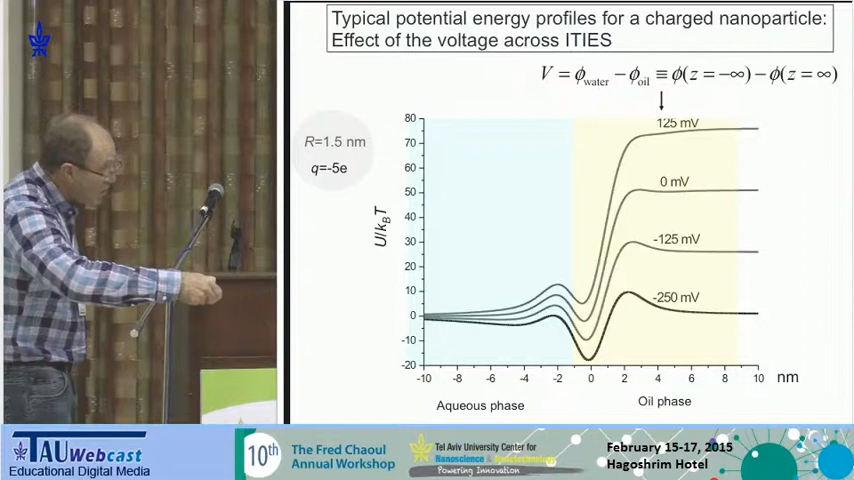 Typical potential energy profiles for a charged nanoparticle:
Effect of the voltage across ITIES
V = ϕwater − ϕoil ≡ ϕ(z = −∞) − ϕ(z = ∞)
R=1.5 nm
q=-5e
U/kBT
80
70
60
50
40
30
20
10
0
-10
-20
125 mV
0 mV
-125 mV
-250 mV
-10 -8 -6 -4 -2 0 2 4 6 8 10 nm
Aqueous phase
Oil phase
TAU Webcast
Educational Digital Media
10th
The Fred Chaoul
Annual Workshop
Tel Aviv University Center for
Nanoscience & Nanotechnology
Powering Innovation
February 15-17, 2015
Hagoshrim Hotel